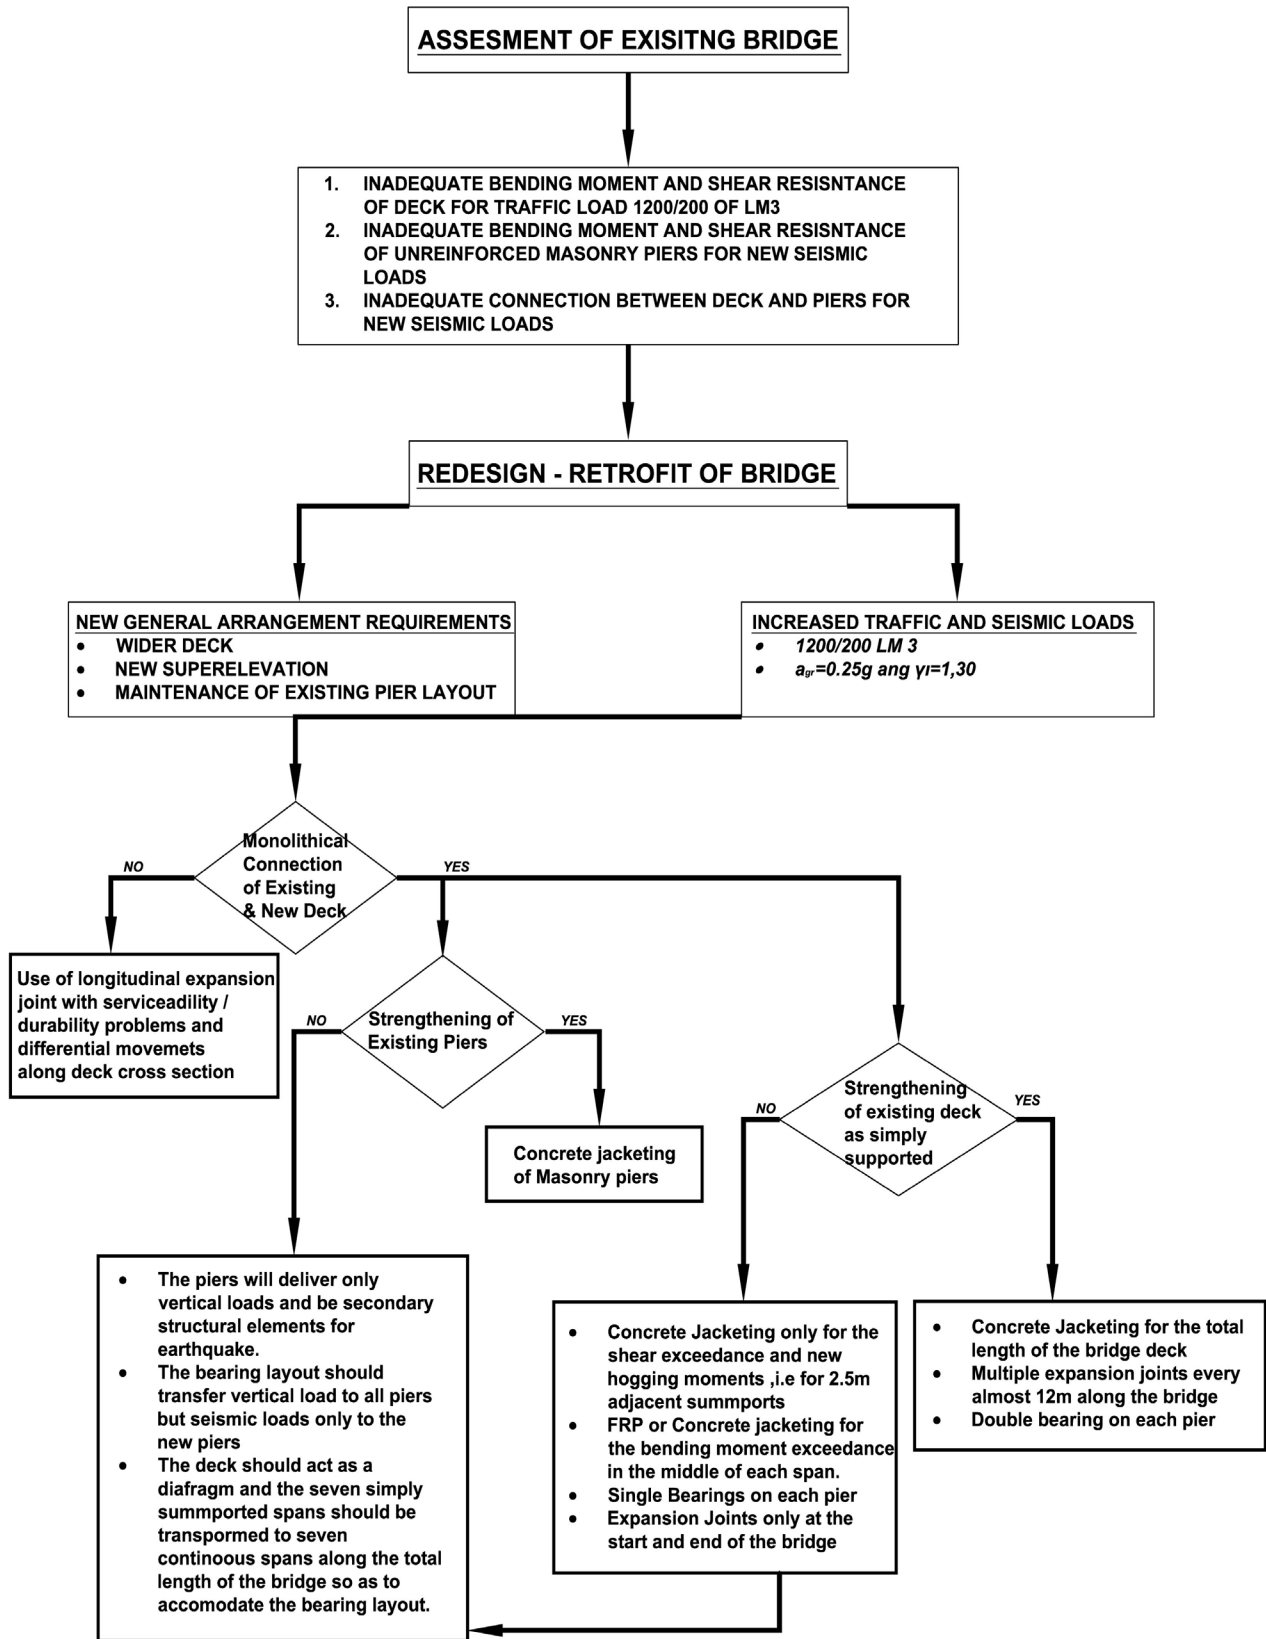 ASSESMENT OF EXISITNG BRIDGE
1. INADEQUATE BENDING MOMENT AND SHEAR RESISNTANCE
OF DECK FOR TRAFFIC LOAD 1200/200 OF LM3
2. INADEQUATE BENDING MOMENT AND SHEAR RESISNTANCE
OF UNREINFORCED MASONRY PIERS FOR NEW SEISMIC
LOADS
3. INADEQUATE CONNECTION BETWEEN DECK AND PIERS FOR
NEW SEISMIC LOADS
REDESIGN - RETROFIT OF BRIDGE
NEW GENERAL ARRANGEMENT REQUIREMENTS
• WIDER DECK
• NEW SUPERELEVATION
• MAINTENANCE OF EXISTING PIER LAYOUT
INCREASED TRAFFIC AND SEISMIC LOADS
• 1200/200 LM 3
• agr=0.25g ang γI=1,30
Monolithical
Connection
of Existing
& New Deck
NO
YES
Use of longitudinal expansion
joint with serviceadility /
durability problems and
differential movemets
along deck cross section
Strengthening of
Existing Piers
NO
YES
Concrete jacketing
of Masonry piers
Strengthening
of existing deck
as simply
supported
NO
YES
• The piers will deliver only
vertical loads and be secondary
structural elements for
earthquake.
• The bearing layout should
transfer vertical load to all piers
but seismic loads only to the
new piers
• The deck should act as a
diafragm and the seven simply
summported spans should be
transpormed to seven
continoous spans along the total
length of the bridge so as to
accomodate the bearing layout.
• Concrete Jacketing only for the
shear exceedance and new
hogging moments ,i.e for 2.5m
adjacent summports
• FRP or Concrete jacketing for
the bending moment exceedance
in the middle of each span.
• Single Bearings on each pier
• Expansion Joints only at the
start and end of the bridge
• Concrete Jacketing for the total
length of the bridge deck
• Multiple expansion joints every
almost 12m along the bridge
• Double bearing on each pier